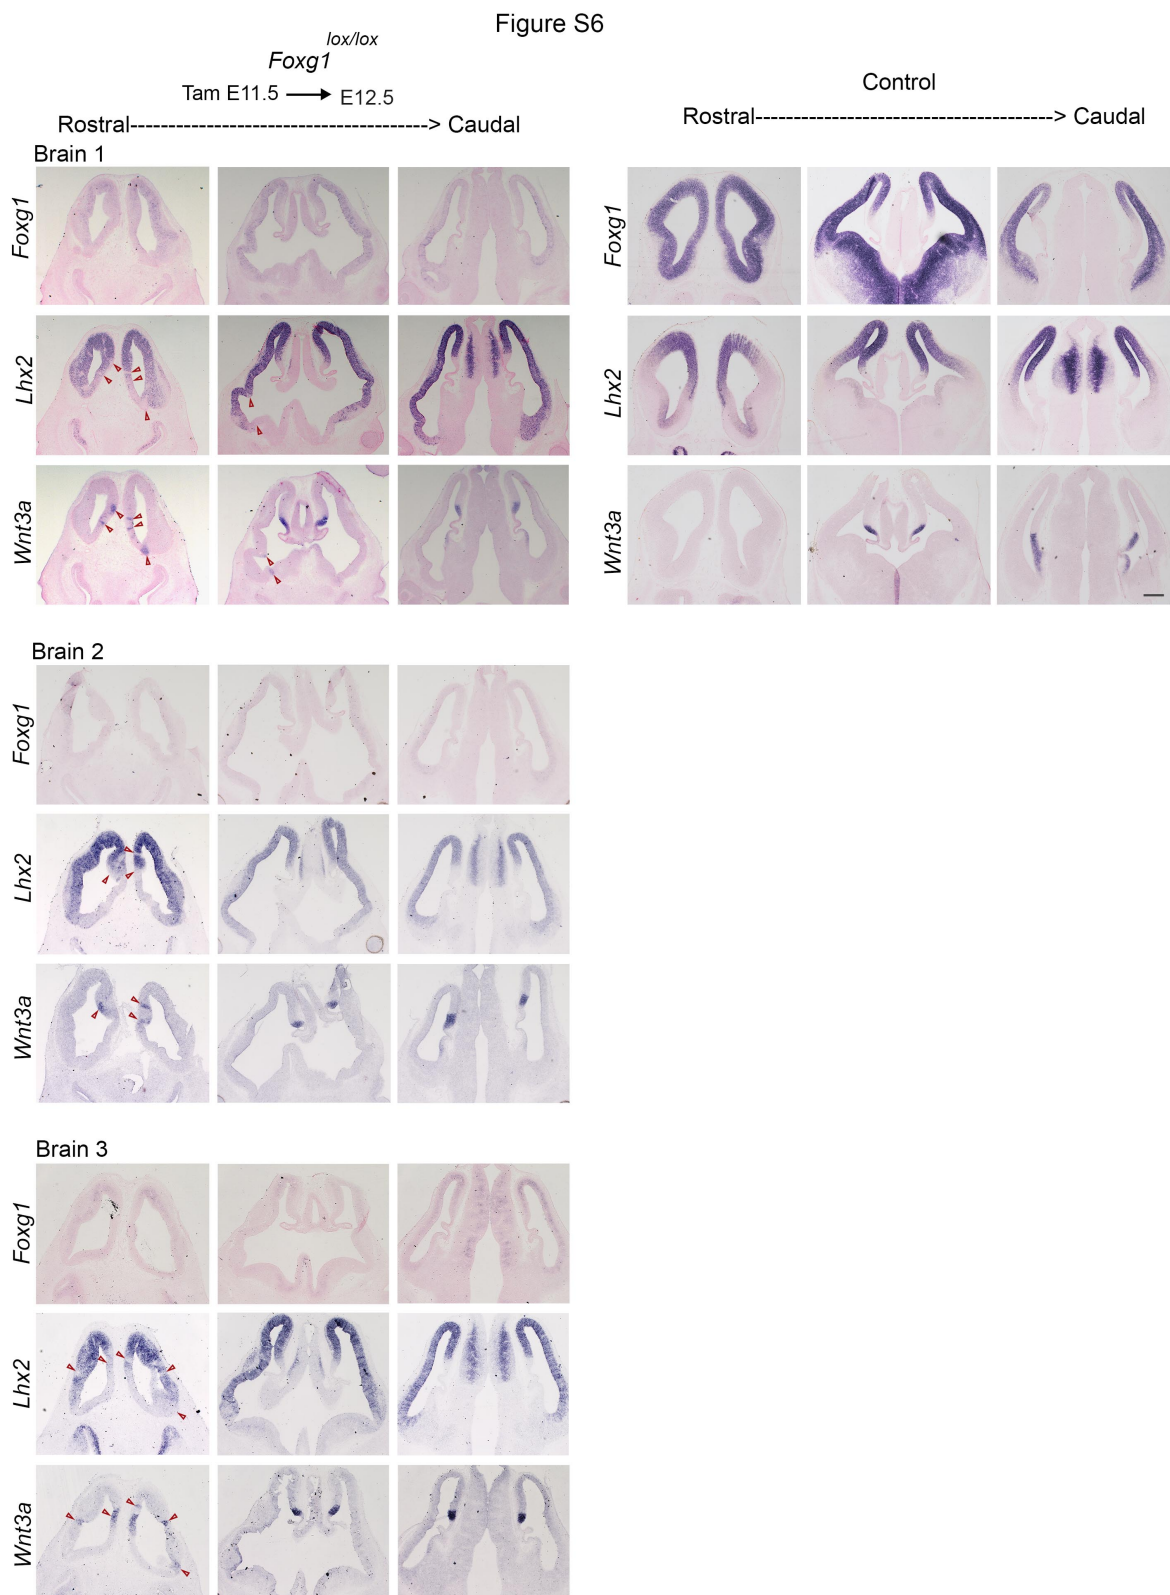 Figure S6
Foxg1 lox/lox
Tam E11.5 → E12.5
Rostral--------------------------------------> Caudal
Control
Rostral--------------------------------------> Caudal
Brain 1
Foxg1
Lhx2
Wnt3a
Foxg1
Lhx2
Wnt3a
Brain 2
Foxg1
Lhx2
Wnt3a
Brain 3
Foxg1
Lhx2
Wnt3a